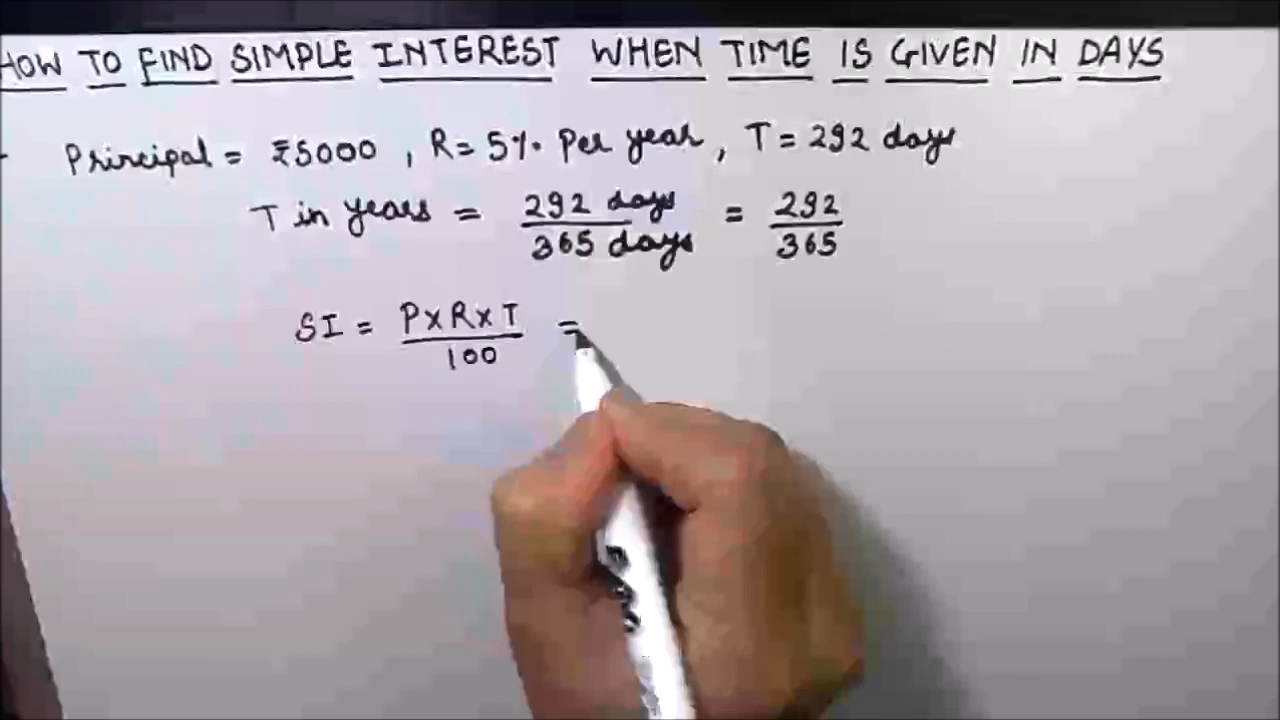 HOW TO FIND SIMPLE INTEREST WHEN TIME IS GIVEN IN DAYS
Principal = ₹5000 , R = 5% Per year , T = 292 days
T in years = 292 days / 365 days = 292 / 365
SI = P x R x T / 100 =